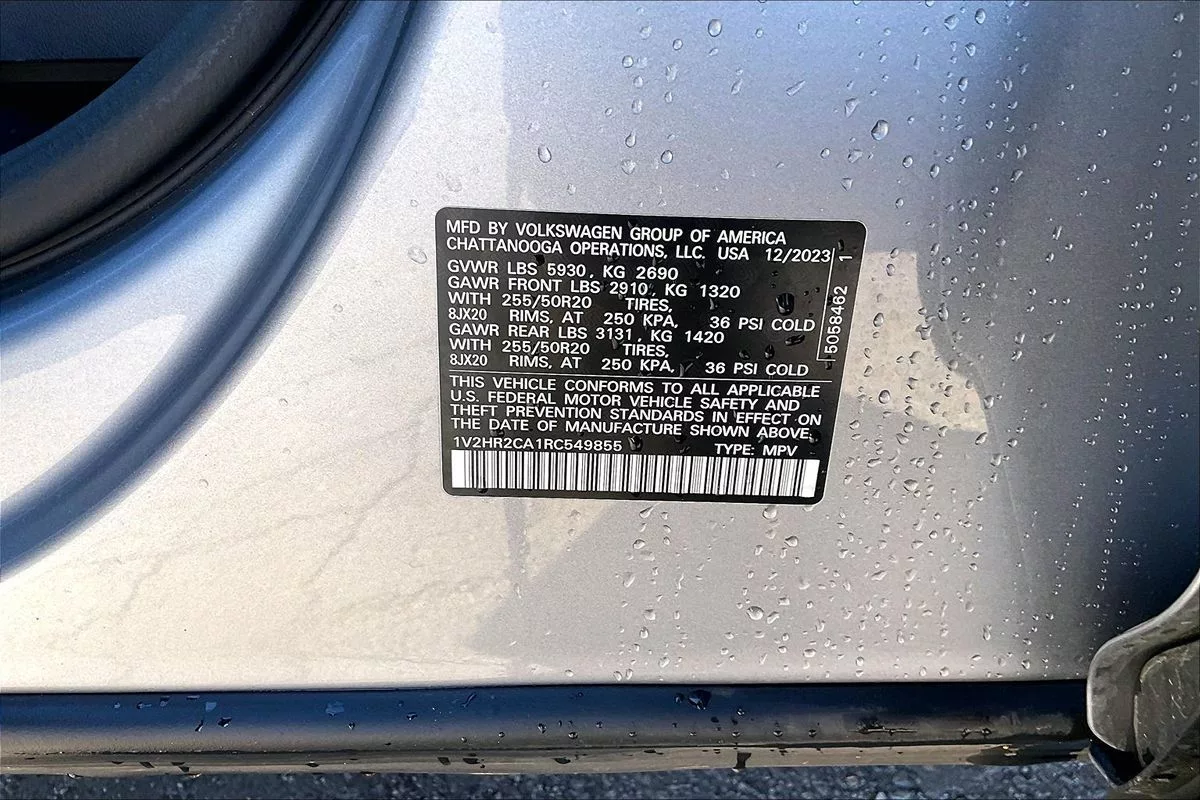 MFD BY VOLKSWAGEN GROUP OF AMERICA
CHATTANOOGA OPERATIONS, LLC. USA 12/2023
GVWR LBS 5930, KG 2690
GAWR FRONT LBS 2910, KG 1320
WITH 255/50R20 TIRES,
8JX20 RIMS, AT 250 KPA, 36 PSI COLD
GAWR REAR LBS 3131, KG 1420
WITH 255/50R20 TIRES,
8JX20 RIMS, AT 250 KPA, 36 PSI COLD
5058462 1
THIS VEHICLE CONFORMS TO ALL APPLICABLE
U.S. FEDERAL MOTOR VEHICLE SAFETY AND
THEFT PREVENTION STANDARDS IN EFFECT ON
THE DATE OF MANUFACTURE SHOWN ABOVE.
1V2HR2CA1RC549855 TYPE: MPV